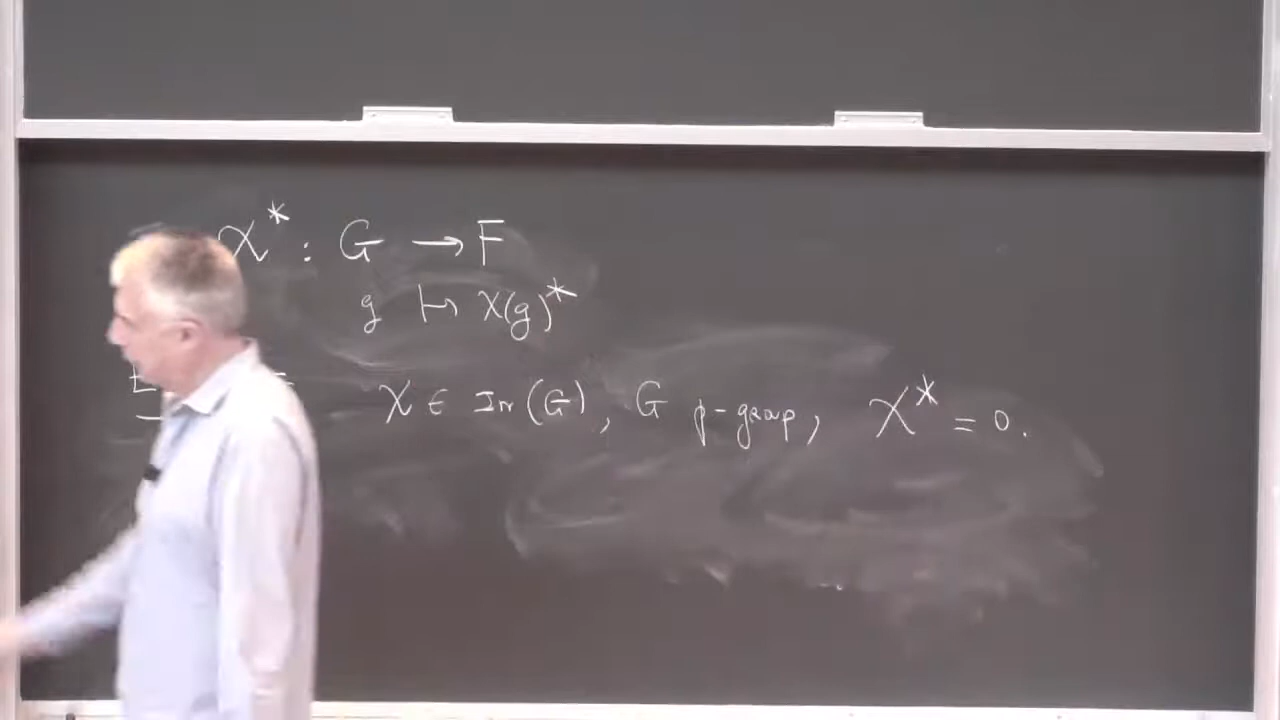 χ* : G → F
g ↦ χ(g)*
χ ∈ Irr(G), G p-group, χ* = 0.